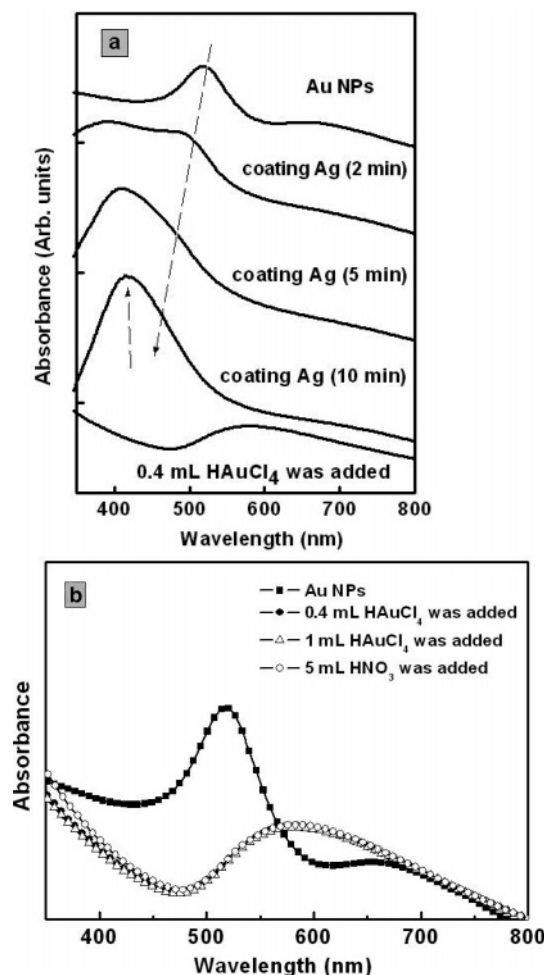 a
Au NPs
coating Ag (2 min)
coating Ag (5 min)
coating Ag (10 min)
0.4 mL HAuCl4 was added
Absorbance (Arb. units)
400 500 600 700 800
Wavelength (nm)
b
Au NPs
0.4 mL HAuCl4 was added
1 mL HAuCl4 was added
5 mL HNO3 was added
Absorbance
400 500 600 700 800
Wavelength (nm)